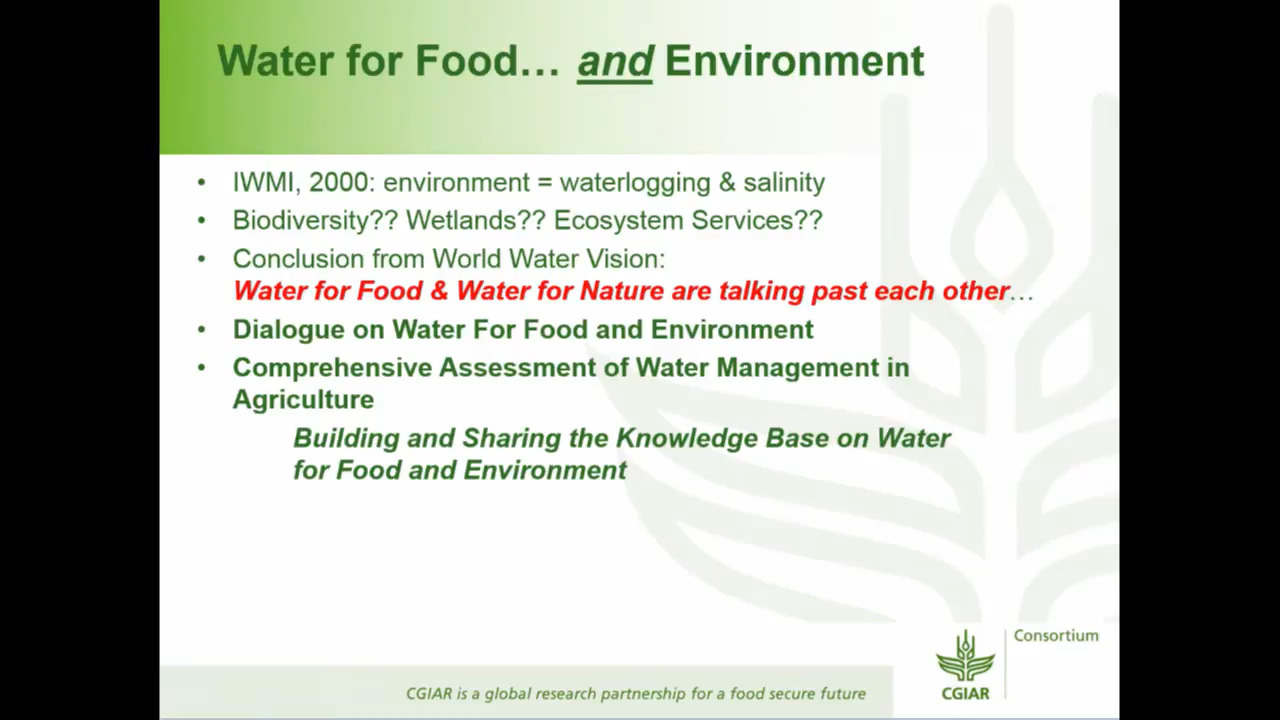 Water for Food… and Environment
• IWMI, 2000: environment = waterlogging & salinity
• Biodiversity?? Wetlands?? Ecosystem Services??
• Conclusion from World Water Vision:
Water for Food & Water for Nature are talking past each other…
• Dialogue on Water For Food and Environment
• Comprehensive Assessment of Water Management in
Agriculture
Building and Sharing the Knowledge Base on Water
for Food and Environment
Consortium
CGIAR
CGIAR is a global research partnership for a food secure future